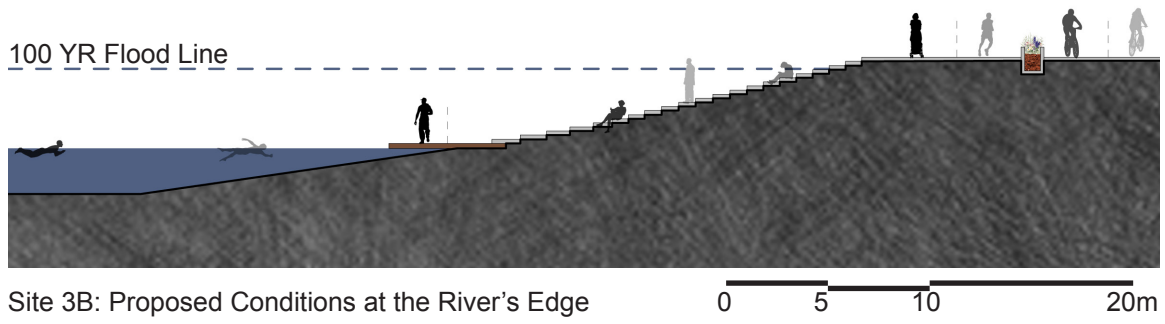 100 YR Flood Line
Site 3B: Proposed Conditions at the River's Edge
0 5 10 20m